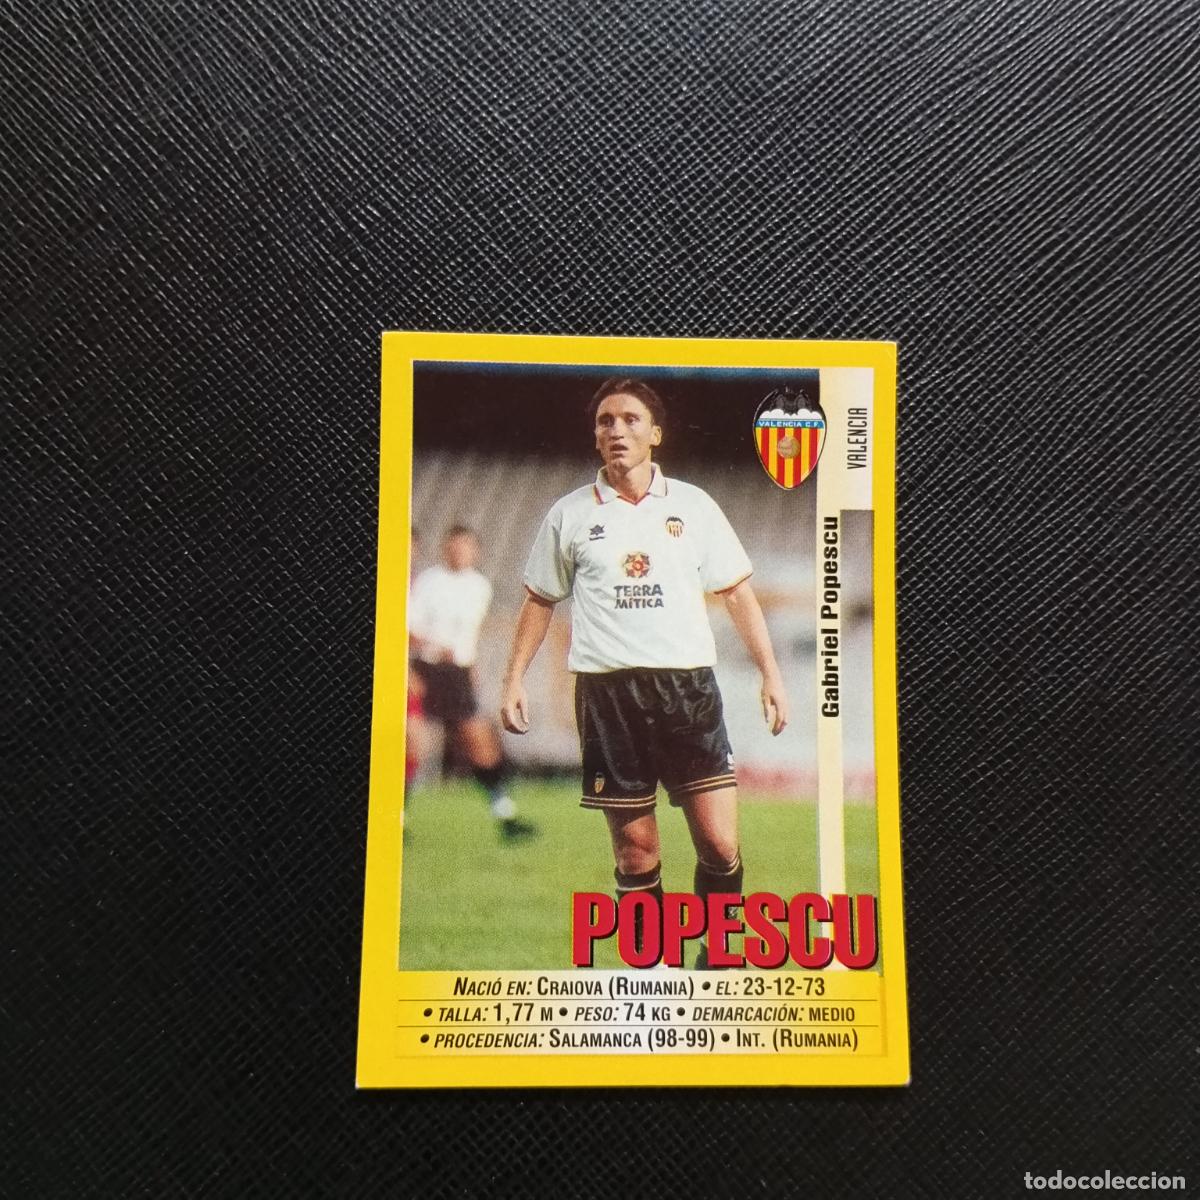 VALENCIA C.F.
VALENCIA
Gabriel Popescu
TERRA
MÍTICA
POPESCU
NACIÓ EN: CRAIOVA (RUMANIA) • EL: 23-12-73
• TALLA: 1,77 M • PESO: 74 KG • DEMARCACIÓN: MEDIO
• PROCEDENCIA: SALAMANCA (98-99) • INT. (RUMANIA)
todocoleccion